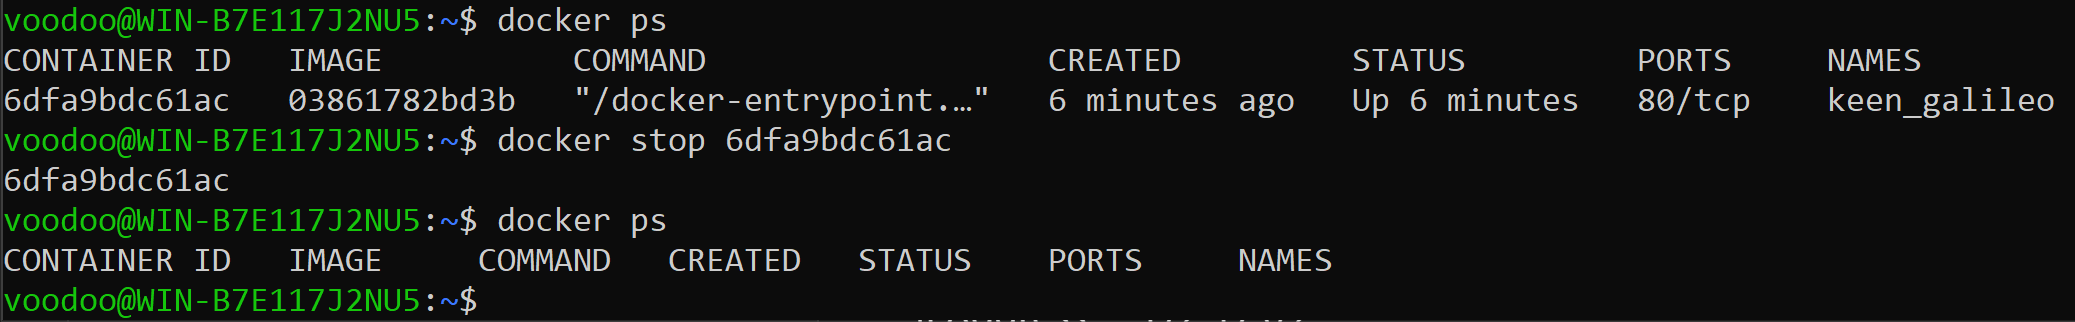 voodoo@WIN-B7E117J2NU5:~$ docker ps
CONTAINER ID   IMAGE          COMMAND                  CREATED         STATUS         PORTS     NAMES
6dfa9bdc61ac   03861782bd3b   "/docker-entrypoint.…"   6 minutes ago   Up 6 minutes   80/tcp    keen_galileo
voodoo@WIN-B7E117J2NU5:~$ docker stop 6dfa9bdc61ac
6dfa9bdc61ac
voodoo@WIN-B7E117J2NU5:~$ docker ps
CONTAINER ID   IMAGE     COMMAND   CREATED   STATUS    PORTS     NAMES
voodoo@WIN-B7E117J2NU5:~$